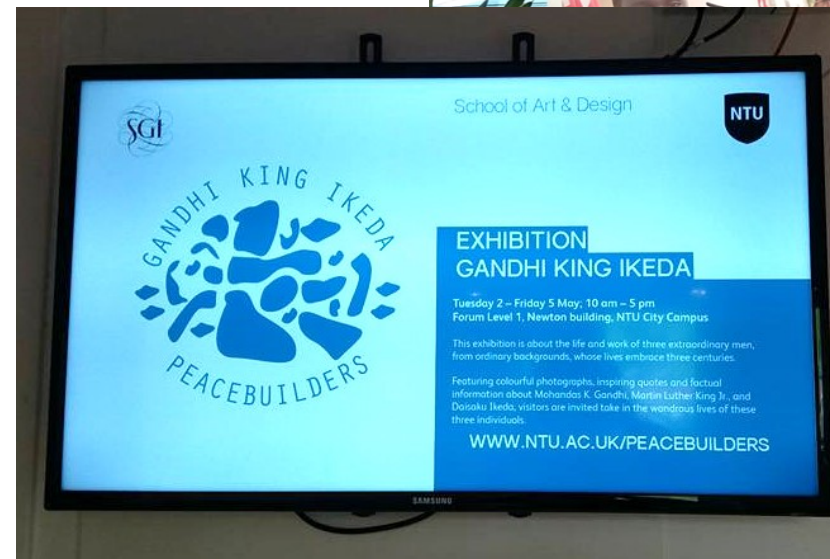 SGI
School of Art & Design
NTU
GANDHI KING IKEDA
PEACEBUILDERS
EXHIBITION
GANDHI KING IKEDA
Tuesday 2 – Friday 5 May; 10 am – 5 pm
Forum Level 1, Newton building, NTU City Campus
This exhibition is about the life and work of three extraordinary men,
from ordinary backgrounds, whose lives embrace three centuries.
Featuring colourful photographs, inspiring quotes and factual
information about Mohandas K. Gandhi, Martin Luther King Jr., and
Daisaku Ikeda, visitors are invited take in the wondrous lives of these
three individuals.
WWW.NTU.AC.UK/PEACEBUILDERS
SAMSUNG